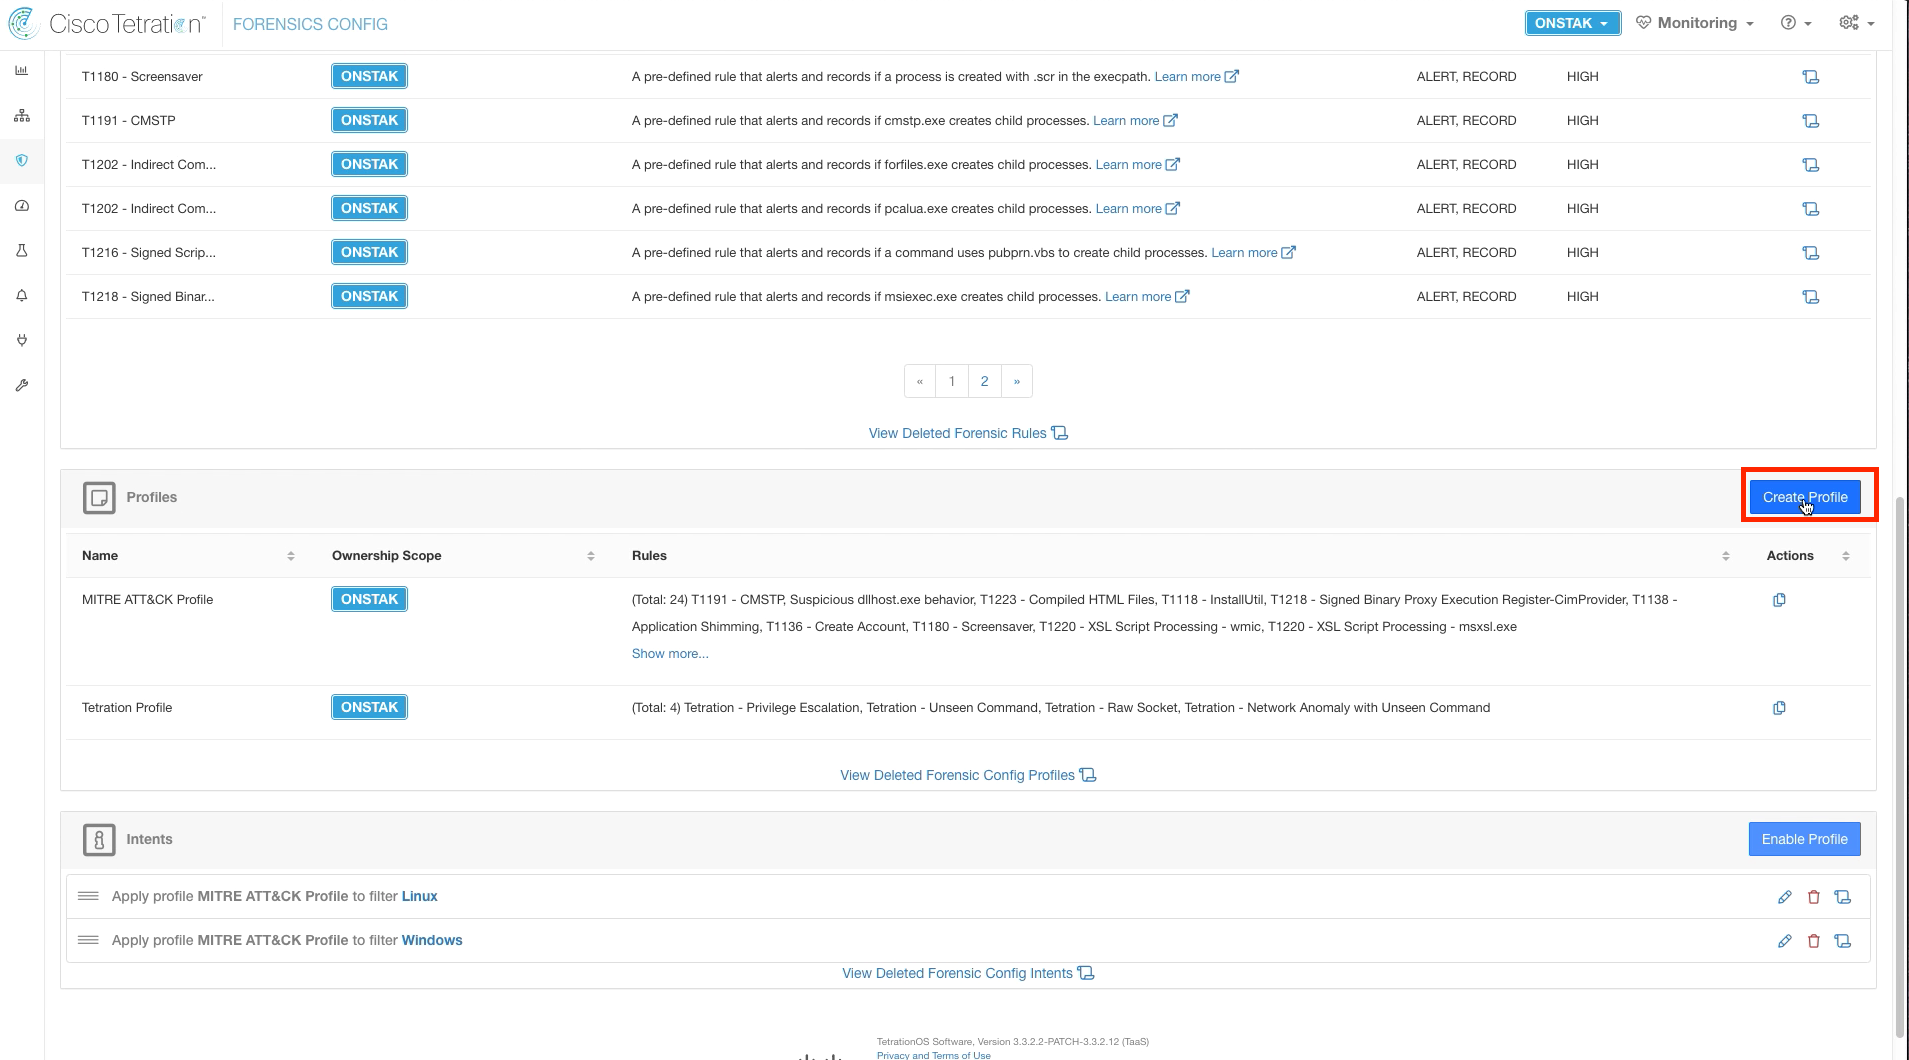 Cisco Tetration™ FORENSICS CONFIG ONSTAK Monitoring
T1180 - Screensaver ONSTAK A pre-defined rule that alerts and records if a process is created with .scr in the execpath. Learn more ALERT, RECORD HIGH
T1191 - CMSTP ONSTAK A pre-defined rule that alerts and records if cmstp.exe creates child processes. Learn more ALERT, RECORD HIGH
T1202 - Indirect Com... ONSTAK A pre-defined rule that alerts and records if forfiles.exe creates child processes. Learn more ALERT, RECORD HIGH
T1202 - Indirect Com... ONSTAK A pre-defined rule that alerts and records if pcalua.exe creates child processes. Learn more ALERT, RECORD HIGH
T1216 - Signed Scrip... ONSTAK A pre-defined rule that alerts and records if a command uses pubprn.vbs to create child processes. Learn more ALERT, RECORD HIGH
T1218 - Signed Binar... ONSTAK A pre-defined rule that alerts and records if msiexec.exe creates child processes. Learn more ALERT, RECORD HIGH
« 1 2 »
View Deleted Forensic Rules
Profiles Create Profile
Name Ownership Scope Rules Actions
MITRE ATT&CK Profile ONSTAK (Total: 24) T1191 - CMSTP, Suspicious dllhost.exe behavior, T1223 - Compiled HTML Files, T1118 - InstallUtil, T1218 - Signed Binary Proxy Execution Register-CimProvider, T1138 -
Application Shimming, T1136 - Create Account, T1180 - Screensaver, T1220 - XSL Script Processing - wmic, T1220 - XSL Script Processing - msxsl.exe
Show more...
Tetration Profile ONSTAK (Total: 4) Tetration - Privilege Escalation, Tetration - Unseen Command, Tetration - Raw Socket, Tetration - Network Anomaly with Unseen Command
View Deleted Forensic Config Profiles
Intents Enable Profile
Apply profile MITRE ATT&CK Profile to filter Linux
Apply profile MITRE ATT&CK Profile to filter Windows
View Deleted Forensic Config Intents
TetrationOS Software, Version 3.3.2.2-PATCH-3.3.2.12 (TaaS)
Privacy and Terms of Use